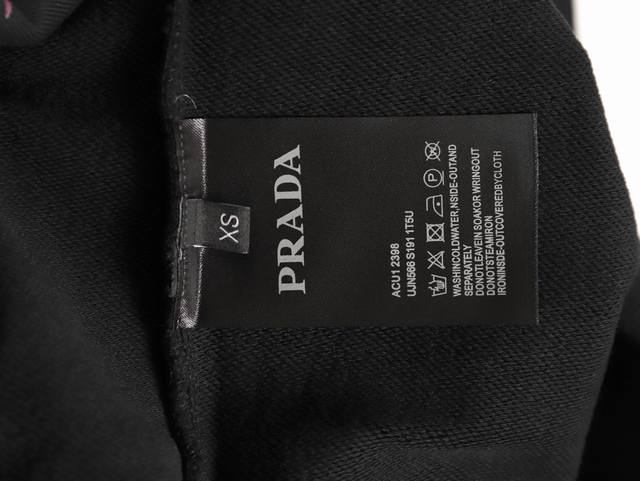 XS
PRADA
ACU1 2398
UJN566 S191 1T5U
WASHINCOLDWATER,NSIDE-OUTAND
SEPARATELY
DONOTLEAVEIN SOAKOR WRINGOUT
DONOTSTEAMIRON
IRONINSIDE-OUTCOVEREDBYCLOTH